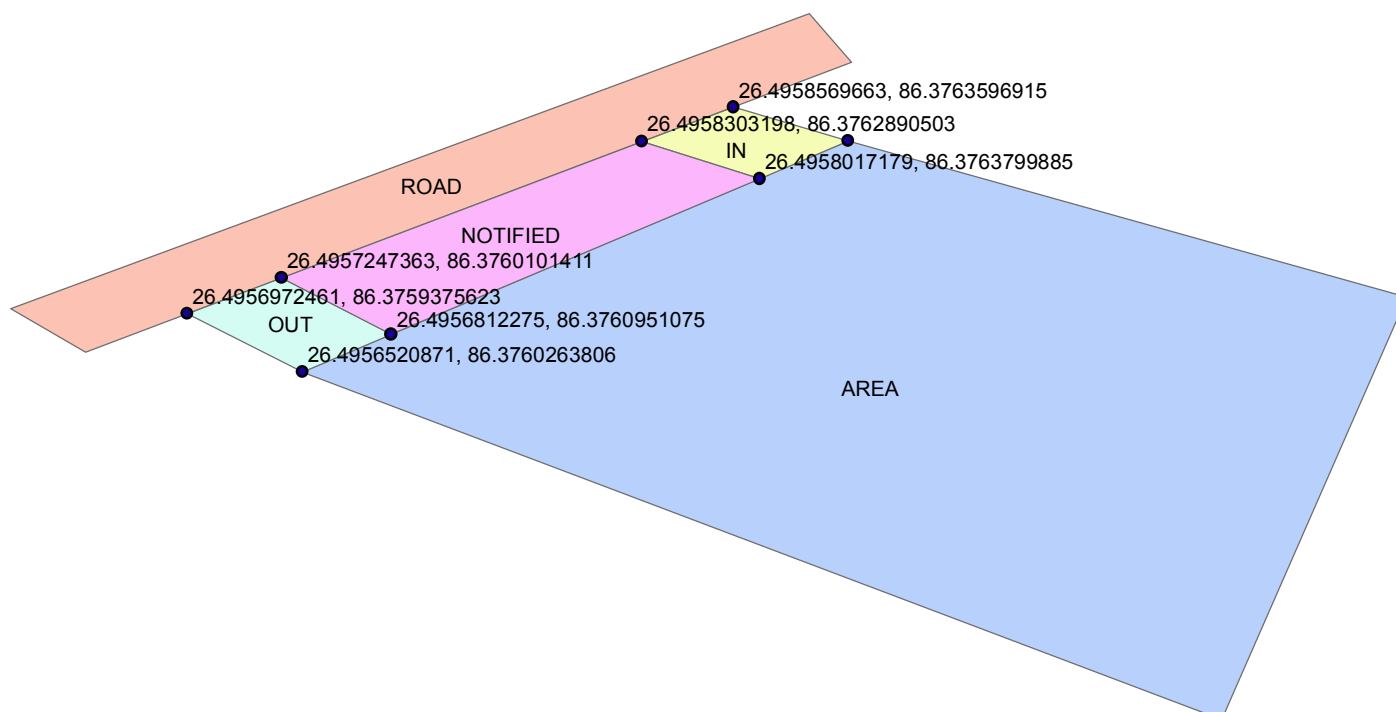 26.4958569663, 86.3763596915
26.4958303198, 86.3762890503
IN
26.4958017179, 86.3763799885
ROAD
NOTIFIED
26.4957247363, 86.3760101411
26.4956972461, 86.3759375623
OUT
26.4956812275, 86.3760951075
26.4956520871, 86.3760263806
AREA